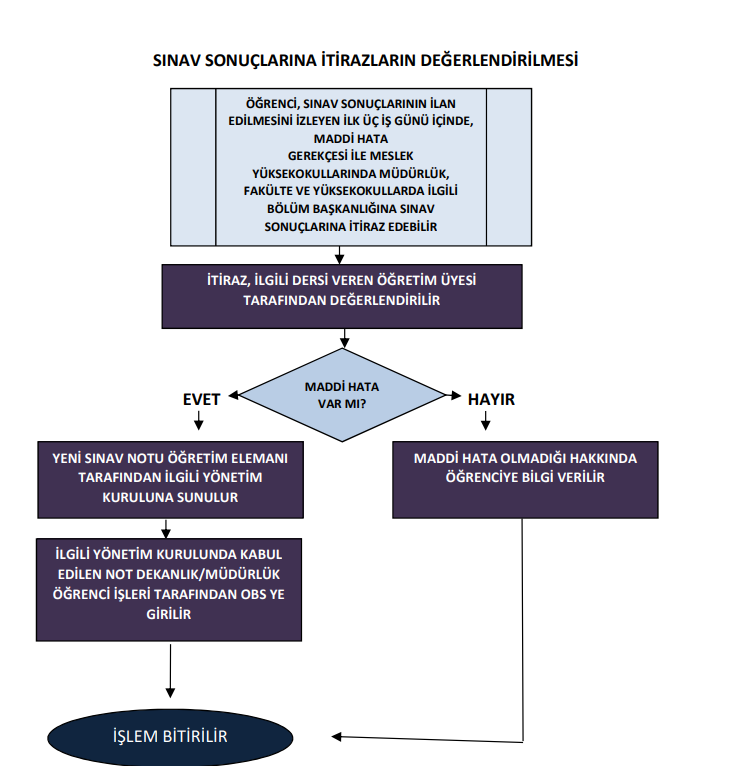 SINAV SONUÇLARINA İTİRAZLARIN DEĞERLENDİRİLMESİ
ÖĞRENCİ, SINAV SONUÇLARININ İLAN
EDİLMESİNİ İZLEYEN İLK ÜÇ İŞ GÜNÜ İÇİNDE,
MADDİ HATA
GEREKÇESİ İLE MESLEK
YÜKSEKOKULLARINDA MÜDÜRLÜK,
FAKÜLTE VE YÜKSEKOKULLARDA İLGİLİ
BÖLÜM BAŞKANLIĞINA SINAV
SONUÇLARINA İTİRAZ EDEBİLİR
İTİRAZ, İLGİLİ DERSİ VEREN ÖĞRETİM ÜYESİ
TARAFINDAN DEĞERLENDİRİLİR
MADDİ HATA
VAR MI?
EVET
HAYIR
YENİ SINAV NOTU ÖĞRETİM ELEMANI
TARAFINDAN İLGİLİ YÖNETİM
KURULUNA SUNULUR
MADDİ HATA OLMADIĞI HAKKINDA
ÖĞRENCİYE BİLGİ VERİLİR
İLGİLİ YÖNETİM KURULUNDA KABUL
EDİLEN NOT DEKANLIK/MÜDÜRLÜK
ÖĞRENCİ İŞLERİ TARAFINDAN OBS YE
GİRİLİR
İŞLEM BİTİRİLİR